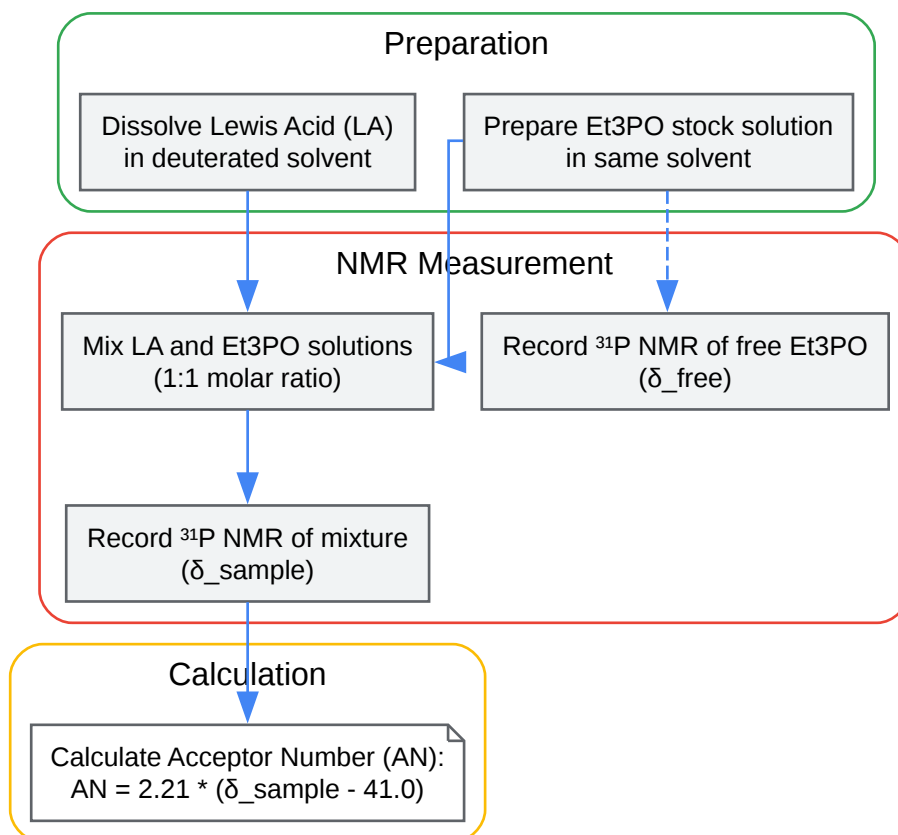 Preparation
Dissolve Lewis Acid (LA)
in deuterated solvent
Prepare Et3PO stock solution
in same solvent
NMR Measurement
Mix LA and Et3PO solutions
(1:1 molar ratio)
Record ³¹P NMR of free Et3PO
(δ_free)
Record ³¹P NMR of mixture
(δ_sample)
Calculation
Calculate Acceptor Number (AN):
AN = 2.21 * (δ_sample - 41.0)